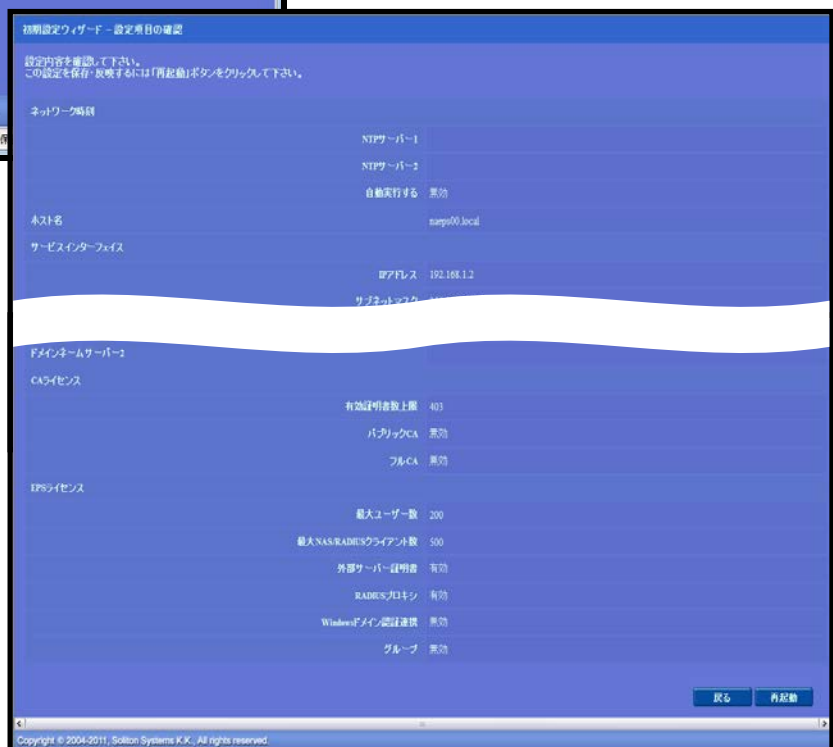 初期設定ウィザード - 設定項目の確認
設定内容を確認して下さい。
この設定を保存・反映するには「再起動」ボタンをクリックして下さい。
ネットワーク時刻
NTPサーバー1
NTPサーバー2
自動実行する 無効
ホスト名 naeps00.local
サービスインターフェイス
IPアドレス 192.168.1.2
サブネットマスク
ドメインネームサーバー2
CAライセンス
有効証明書数上限 403
パブリックCA 無効
フルCA 無効
EPSライセンス
最大ユーザー数 200
最大NAS/RADIUSクライアント数 500
外部サーバー証明書 有効
RADIUSプロキシ 有効
Windowsドメイン認証連携 無効
グループ 無効
戻る 再起動
Copyright © 2004-2011, Soliton Systems K.K., All rights reserved.